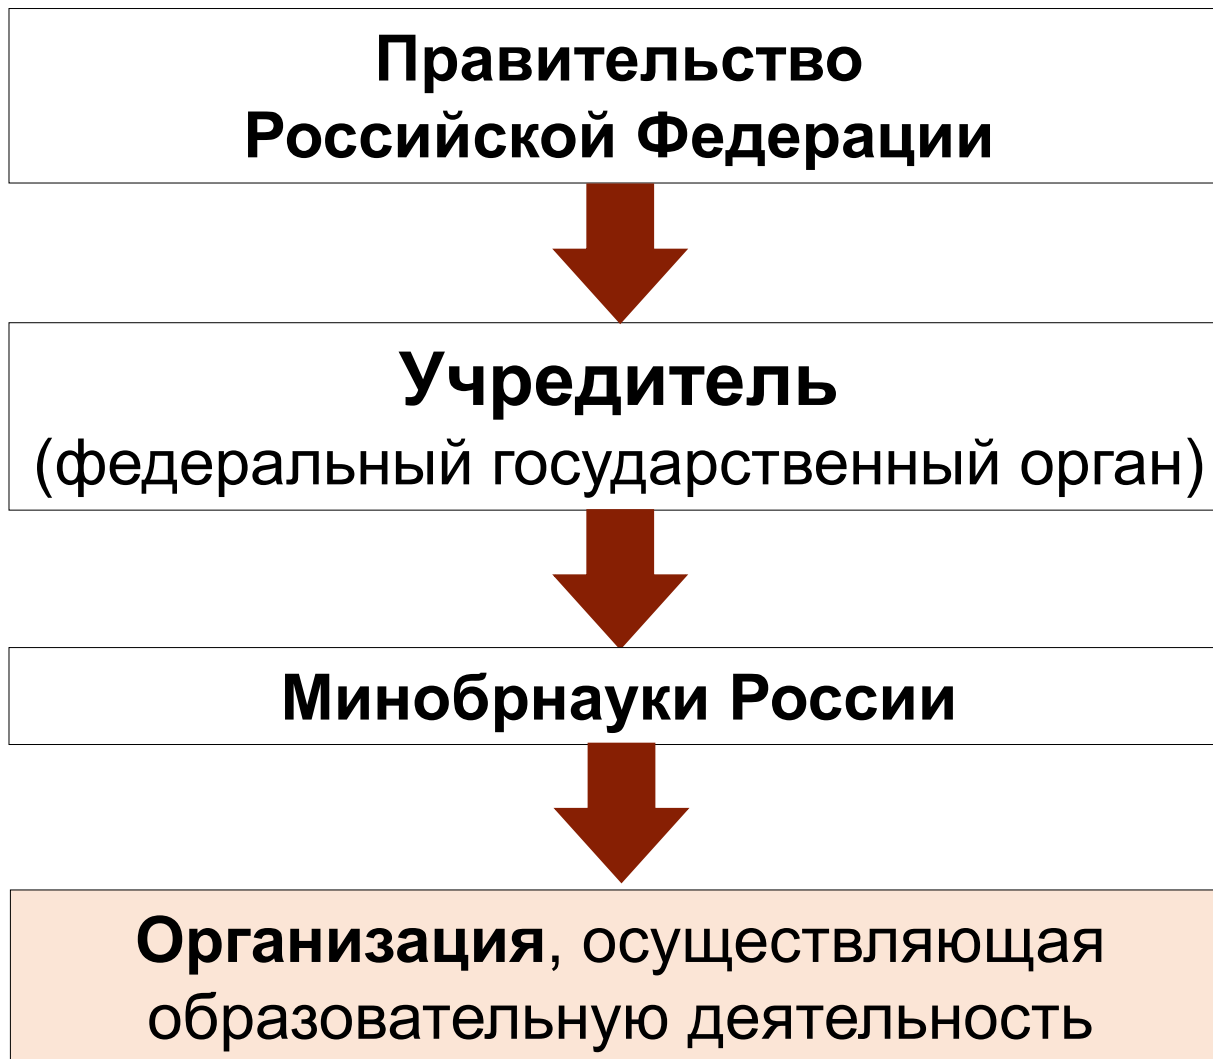 Правительство
Российской Федерации
Учредитель
(федеральный государственный орган)
Минобрнауки России
Организация, осуществляющая
образовательную деятельность